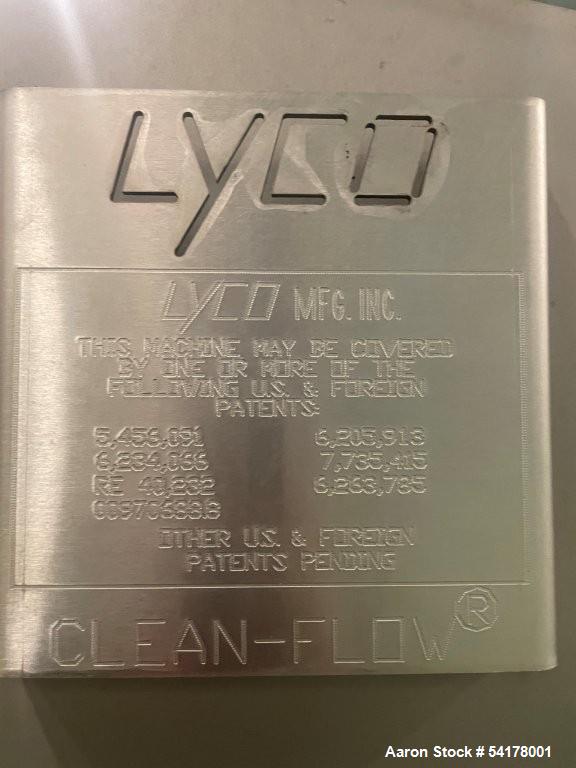 LYCO
LYCO MFG. INC.
THIS MACHINE MAY BE COVERED
BY ONE OR MORE OF THE
FOLLOWING U.S. & FOREIGN
PATENTS:
5,456,091 6,205,913
6,234,066 7,735,415
RE 40,232 6,263,785
OTHER U.S. & FOREIGN
PATENTS PENDING
CLEAN-FLOW®
Aaron Stock # 54178001